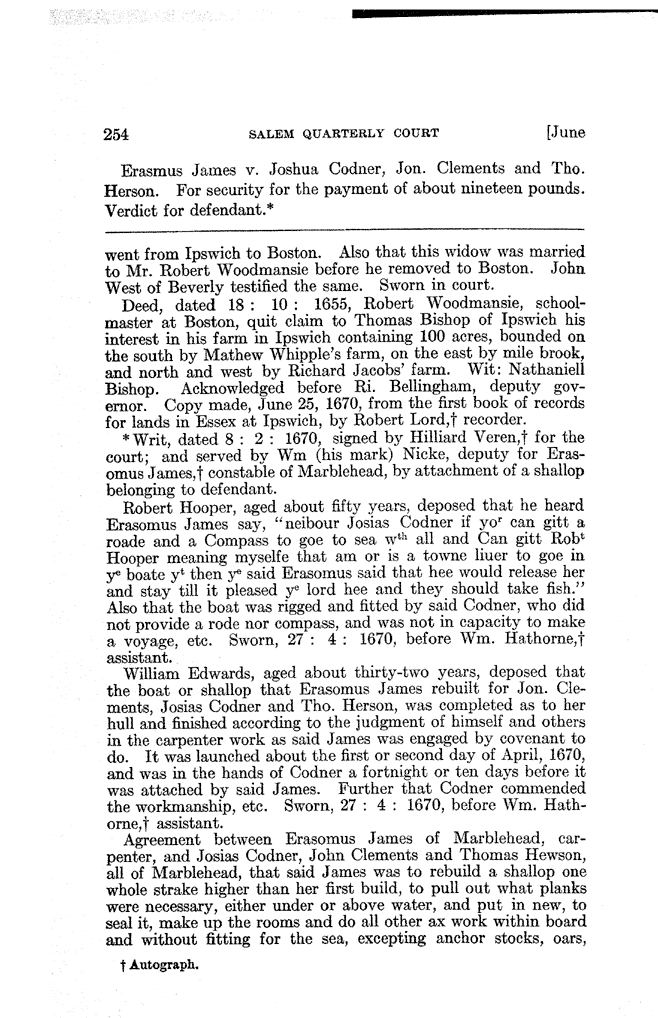 254 SALEM QUARTERLY COURT [June
Erasmus James v. Joshua Codner, Jon. Clements and Tho.
Herson. For security for the payment of about nineteen pounds.
Verdict for defendant.*
went from Ipswich to Boston. Also that this widow was married
to Mr. Robert Woodmansie before he removed to Boston. John
West of Beverly testified the same. Sworn in court.
Deed, dated 18 : 10 : 1655, Robert Woodmansie, school-
master at Boston, quit claim to Thomas Bishop of Ipswich his
interest in his farm in Ipswich containing 100 acres, bounded on
the south by Mathew Whipple's farm, on the east by mile brook,
and north and west by Richard Jacobs' farm. Wit: Nathaniell
Bishop. Acknowledged before Ri. Bellingham, deputy gov-
ernor. Copy made, June 25, 1670, from the first book of records
for lands in Essex at Ipswich, by Robert Lord,† recorder.
*Writ, dated 8 : 2 : 1670, signed by Hilliard Veren,† for the
court; and served by Wm (his mark) Nicke, deputy for Eras-
omus James,† constable of Marblehead, by attachment of a shallop
belonging to defendant.
Robert Hooper, aged about fifty years, deposed that he heard
Erasomus James say, "neibour Josias Codner if yoʳ can gitt a
roade and a Compass to goe to sea wᵗʰ all and Can gitt Robᵗ
Hooper meaning myselfe that am or is a towne liuer to goe in
yᵉ boate yᵗ then yᵉ said Erasomus said that hee would release her
and stay till it pleased yᵉ lord hee and they should take fish."
Also that the boat was rigged and fitted by said Codner, who did
not provide a rode nor compass, and was not in capacity to make
a voyage, etc. Sworn, 27 : 4 : 1670, before Wm. Hathorne,†
assistant.
William Edwards, aged about thirty-two years, deposed that
the boat or shallop that Erasomus James rebuilt for Jon. Cle-
ments, Josias Codner and Tho. Herson, was completed as to her
hull and finished according to the judgment of himself and others
in the carpenter work as said James was engaged by covenant to
do. It was launched about the first or second day of April, 1670,
and was in the hands of Codner a fortnight or ten days before it
was attached by said James. Further that Codner commended
the workmanship, etc. Sworn, 27 : 4 : 1670, before Wm. Hath-
orne,† assistant.
Agreement between Erasomus James of Marblehead, car-
penter, and Josias Codner, John Clements and Thomas Hewson,
all of Marblehead, that said James was to rebuild a shallop one
whole strake higher than her first build, to pull out what planks
were necessary, either under or above water, and put in new, to
seal it, make up the rooms and do all other ax work within board
and without fitting for the sea, excepting anchor stocks, oars,
† Autograph.